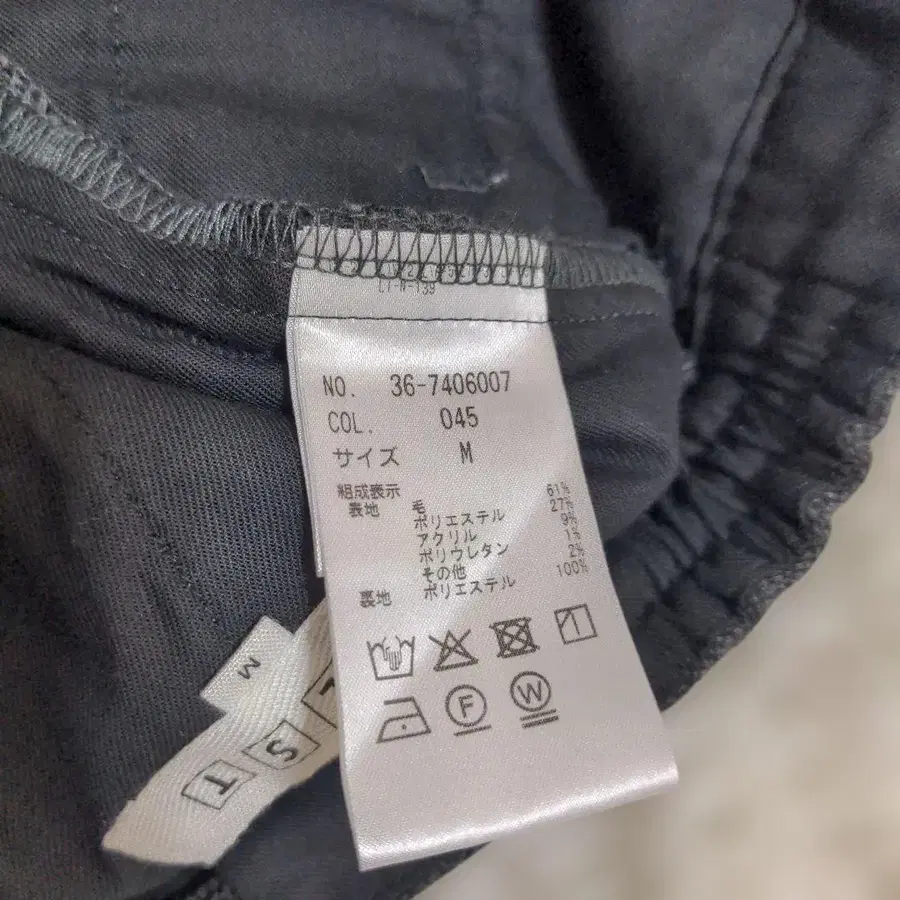 LT-R-139
NO. 36-7406007
COL. 045
サイズ M
組成表示
表地 毛 61%
ポリエステル 27%
アクリル 9%
ポリウレタン 1%
その他 2%
裏地 ポリエステル 100%
F W
M
T S